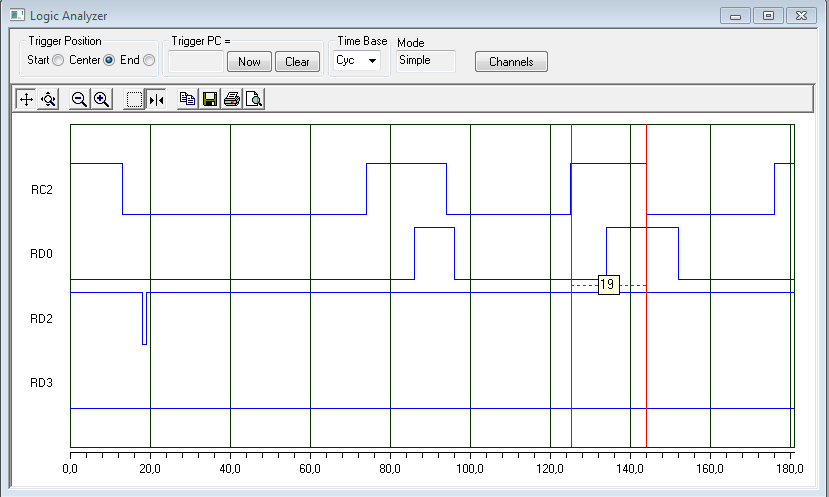 Logic Analyzer
Trigger Position
Trigger PC =
Time Base
Mode
Start Center End
Now Clear
Cyc
Simple
Channels
RC2
RD0
19
RD2
RD3
0,0 20,0 40,0 60,0 80,0 100,0 120,0 140,0 160,0 180,0